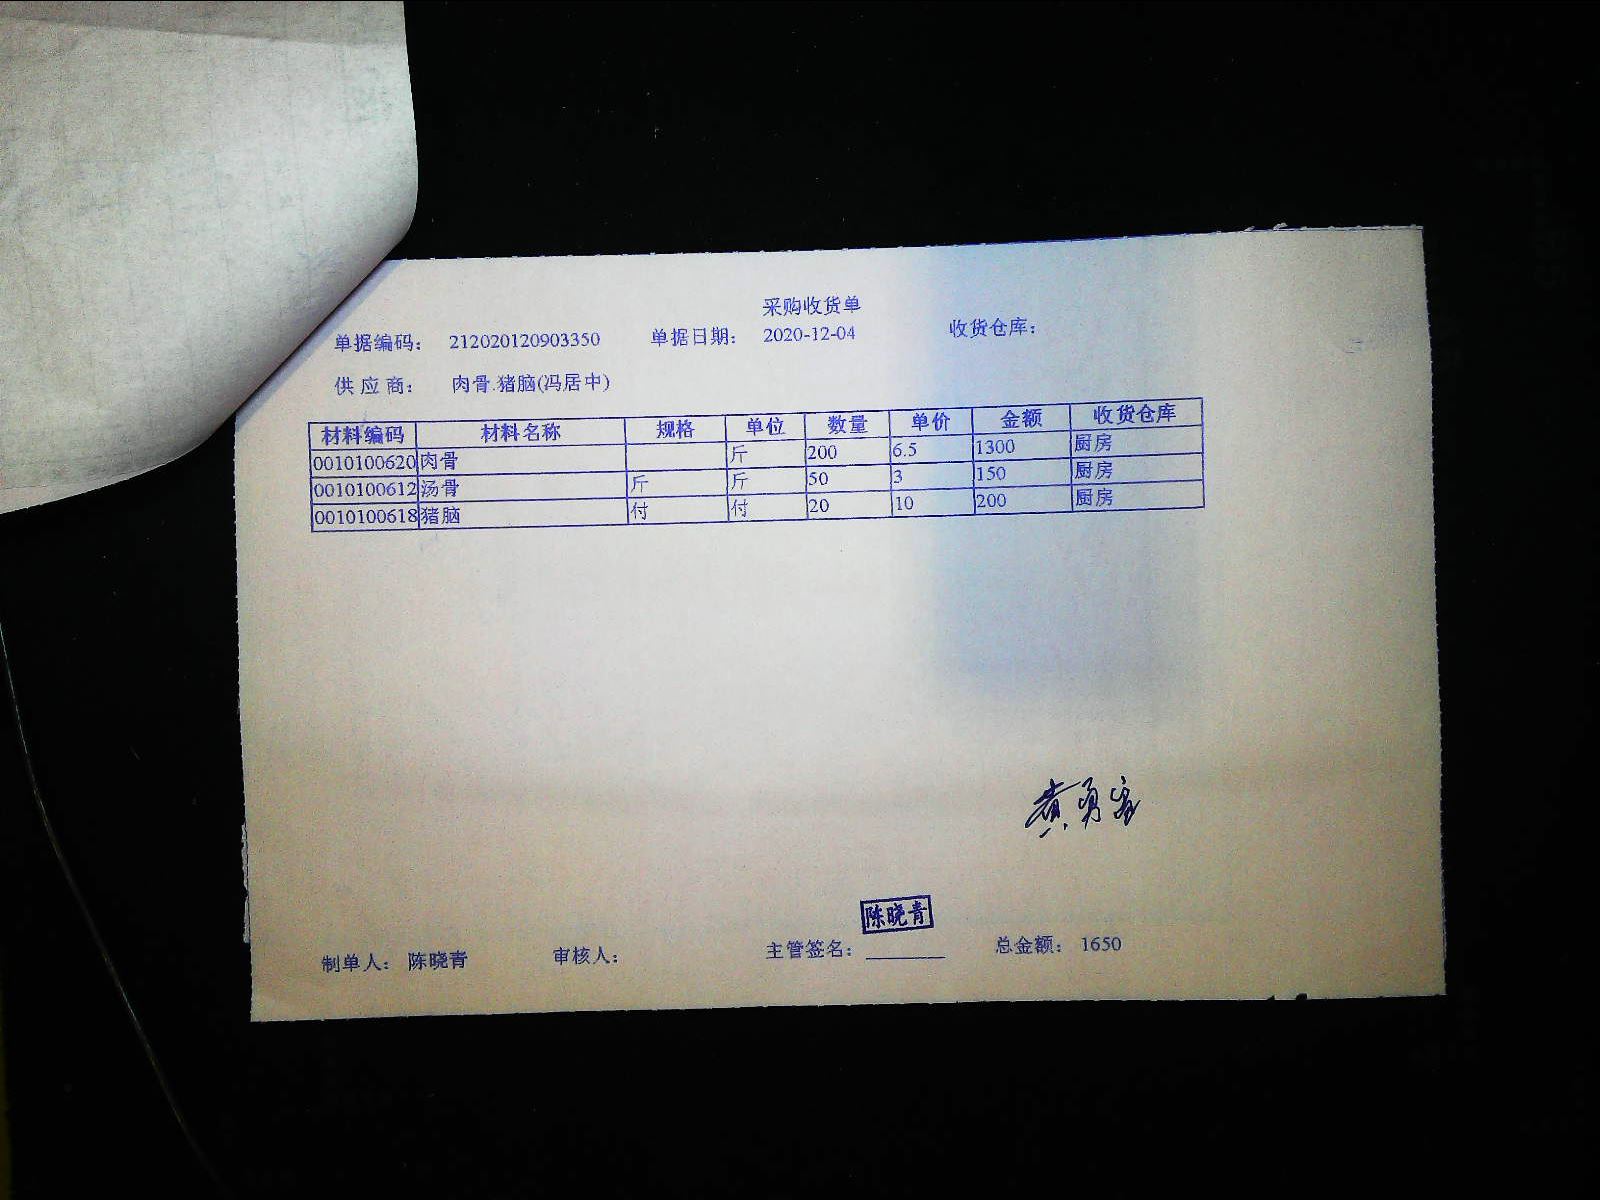 采购收货单
单据编码： 212020120903350 单据日期： 2020-12-04 收货仓库：
供应商： 肉骨.猪脑(冯居中)
材料编码 材料名称 规格 单位 数量 单价 金额 收货仓库
0010100620 肉骨 斤 200 6.5 1300 厨房
0010100612 汤骨 斤 斤 50 3 150 厨房
0010100618 猪脑 付 付 20 10 200 厨房
黄勇
陈晓青
制单人： 陈晓青 审核人： 主管签名： ________ 总金额： 1650